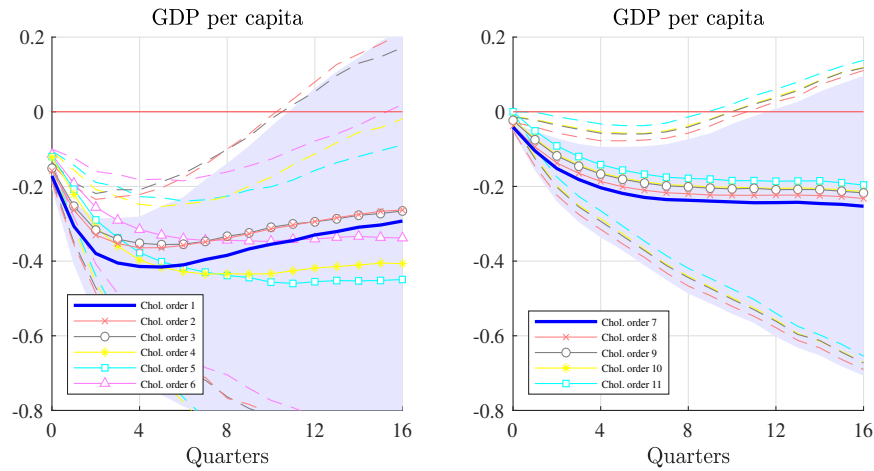 GDP per capita
0.2
0
-0.2
-0.4
-0.6
-0.8
Chol. order 1
Chol. order 2
Chol. order 3
Chol. order 4
Chol. order 5
Chol. order 6
0 4 8 12 16
Quarters
GDP per capita
0.2
0
-0.2
-0.4
-0.6
-0.8
Chol. order 7
Chol. order 8
Chol. order 9
Chol. order 10
Chol. order 11
0 4 8 12 16
Quarters